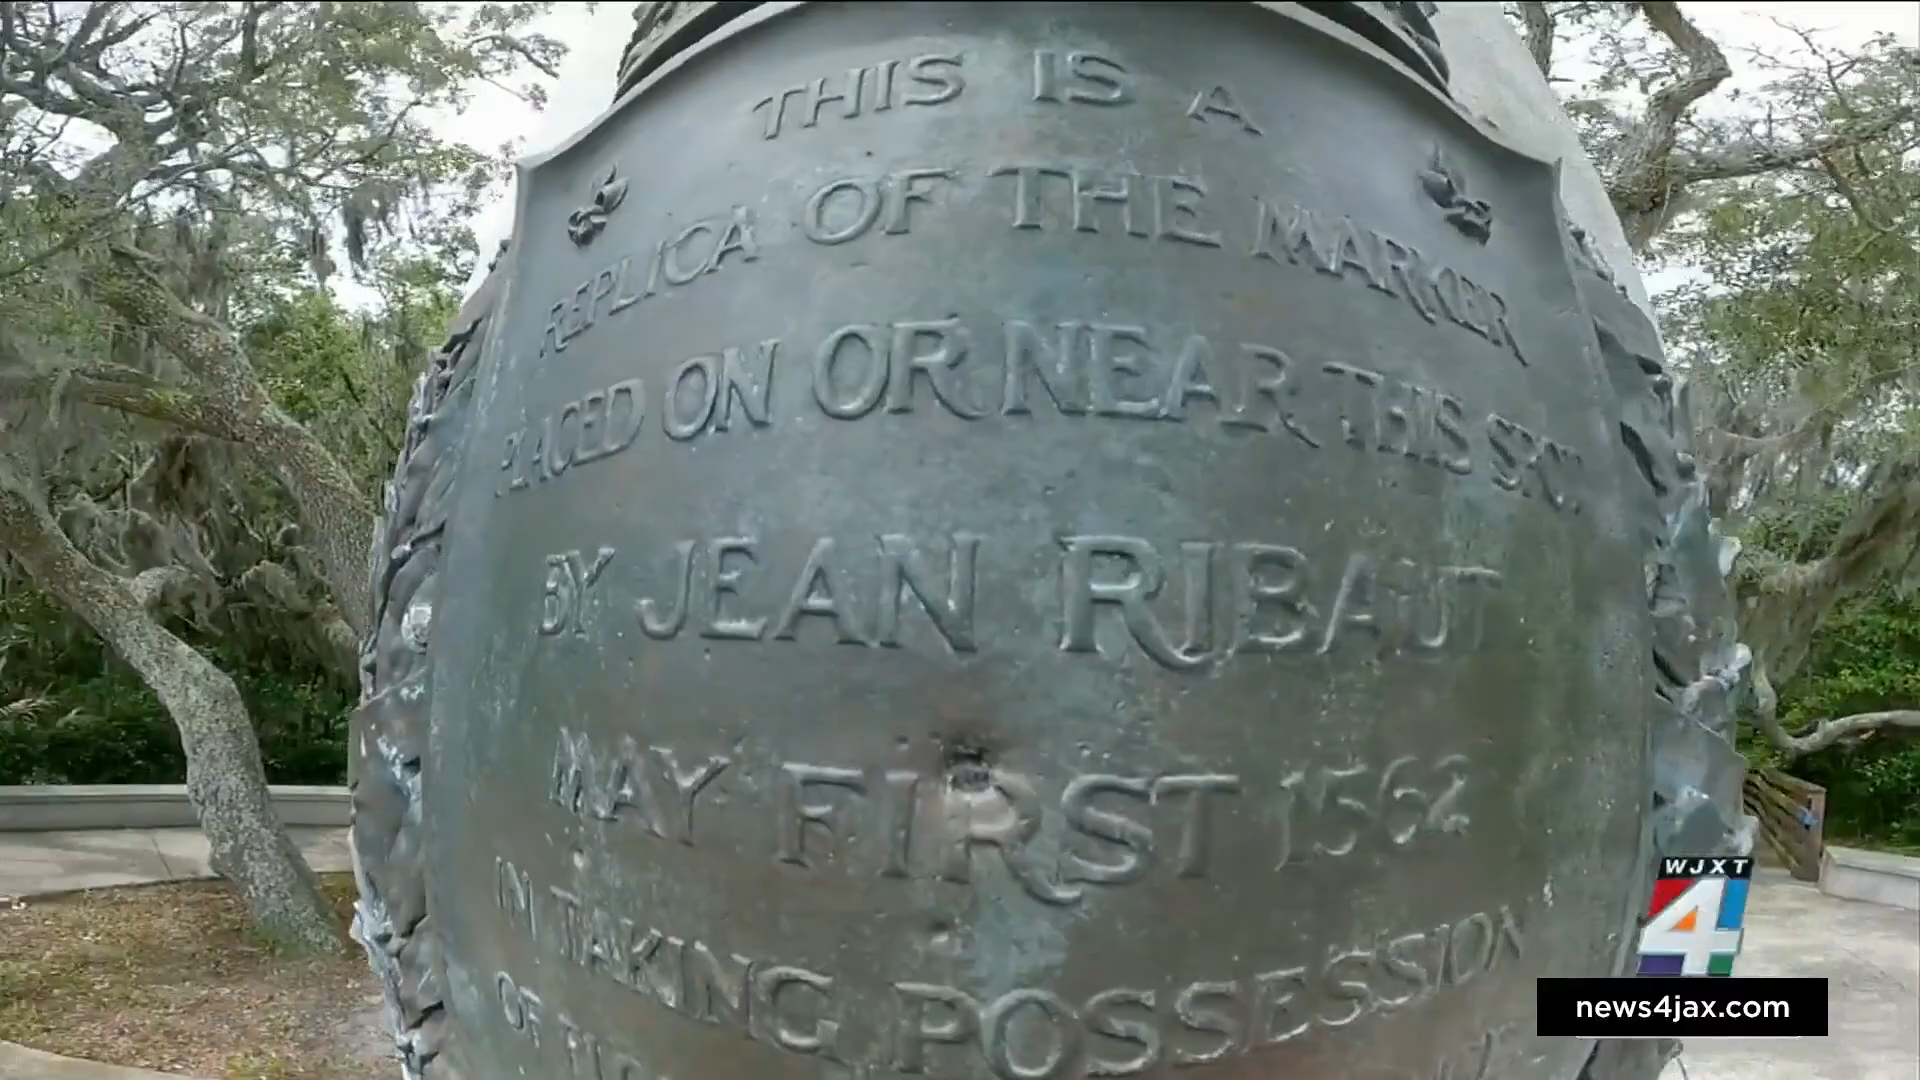 THIS IS A
REPLICA OF THE MARKER
PLACED ON OR NEAR THIS SPOT
BY JEAN RIBAUT
MAY FIRST 1562
IN TAKING POSSESSION
OF
WJXT
4
news4jax.com